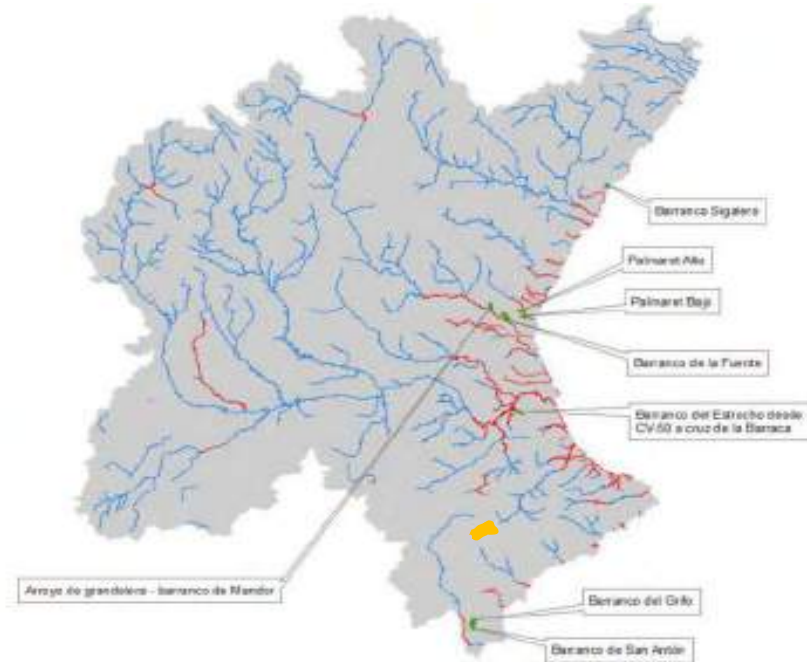 Barranco Sigalero
Palmaret Alto
Palmaret Bajo
Barranco de la Fuente
Barranco del Estrecho desde
CV-50 a cruz de la Barraca
Arroyo de grandolera - barranco de Mandor
Barranco del Grifo
Barranco de San Antón